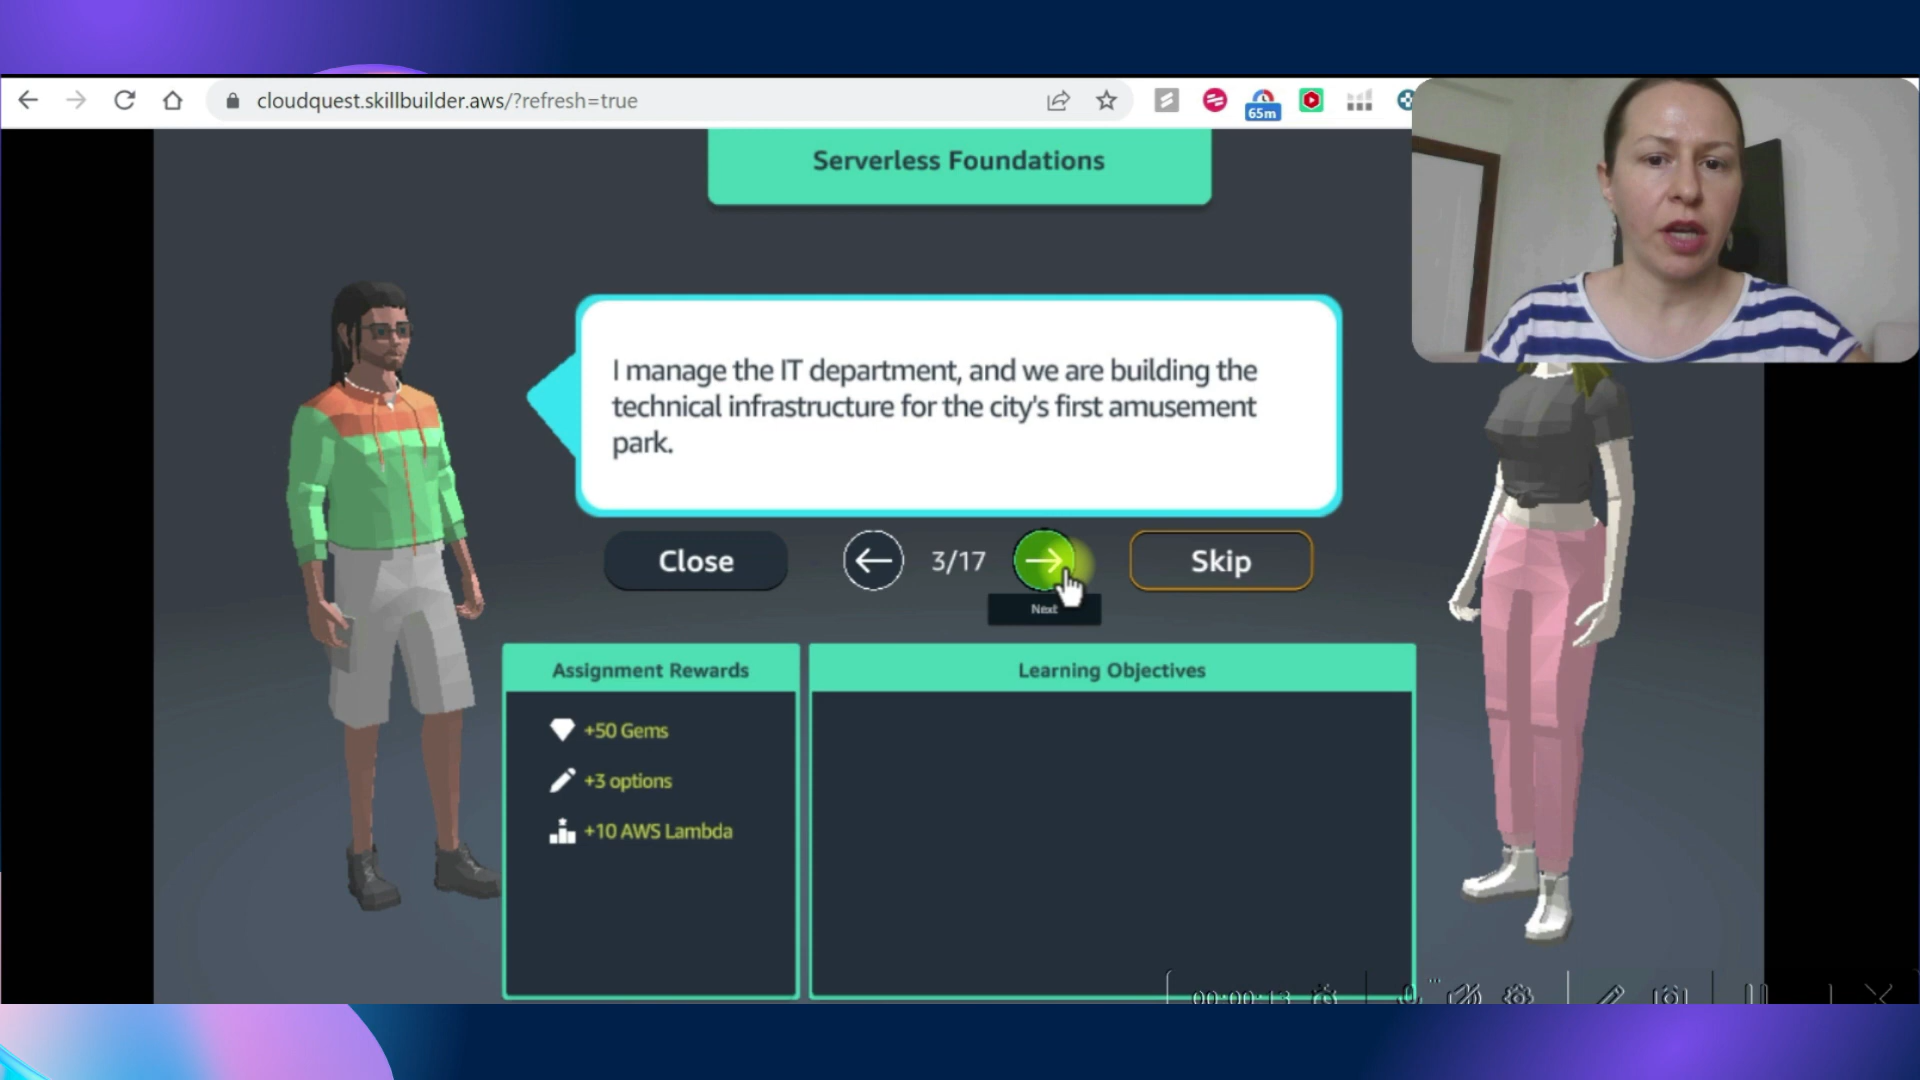 cloudquest.skillbuilder.aws/?refresh=true
65m
Serverless Foundations
I manage the IT department, and we are building the
technical infrastructure for the city's first amusement
park.
Close
3/17
Skip
Next
Assignment Rewards
Learning Objectives
+50 Gems
+3 options
+10 AWS Lambda